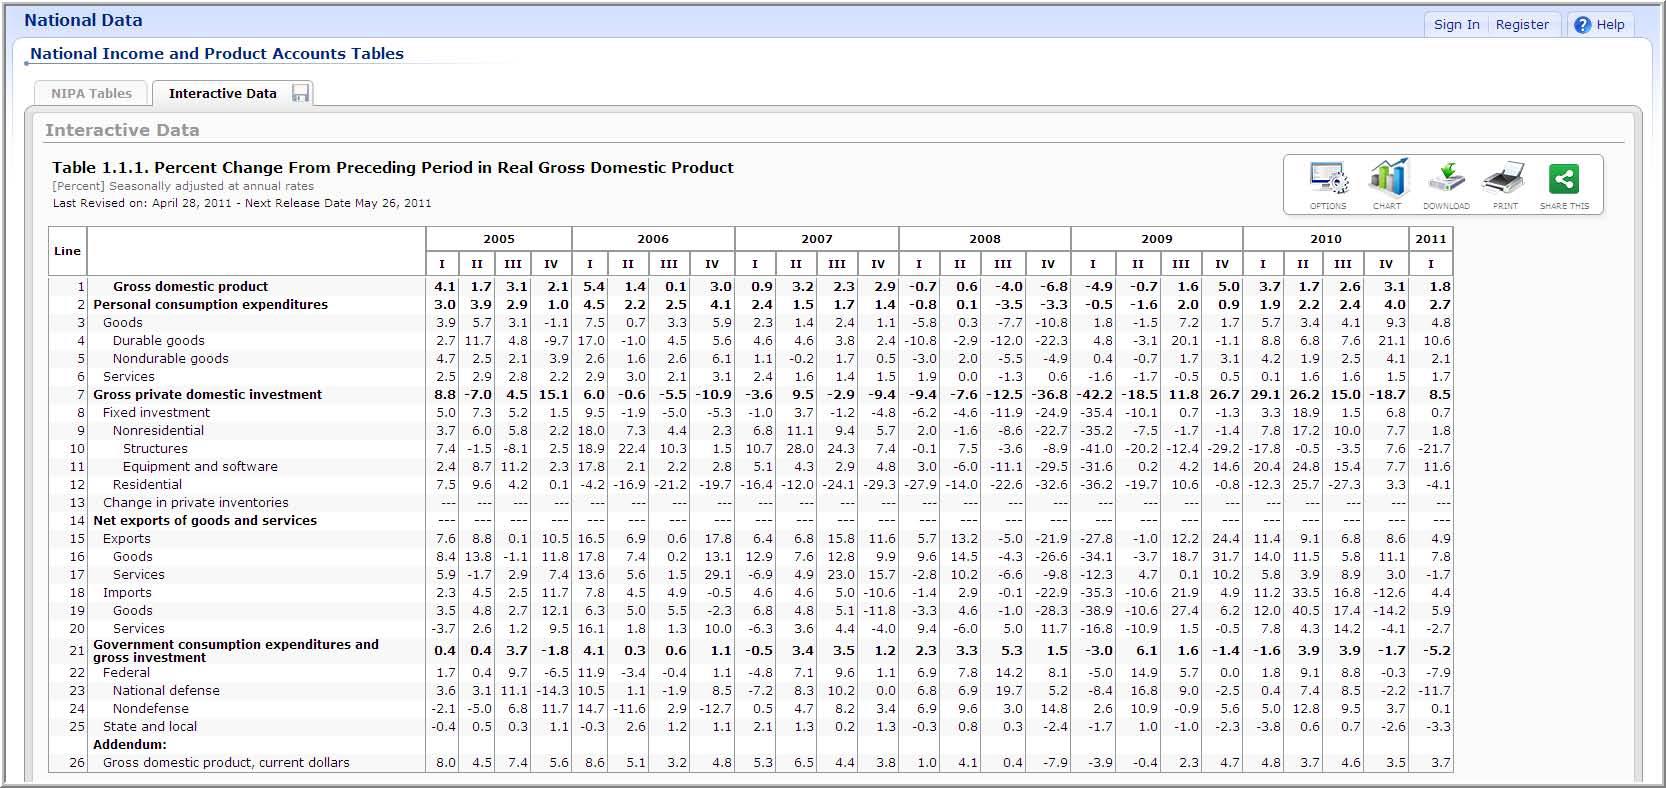 National Data
Sign In Register Help
National Income and Product Accounts Tables
NIPA Tables Interactive Data
Interactive Data
Table 1.1.1. Percent Change From Preceding Period in Real Gross Domestic Product
[Percent] Seasonally adjusted at annual rates
Last Revised on: April 28, 2011 - Next Release Date May 26, 2011
OPTIONS CHART DOWNLOAD PRINT SHARE THIS
Line 2005 2006 2007 2008 2009 2010 2011
I II III IV I II III IV I II III IV I II III IV I II III IV I II III IV I
1 Gross domestic product 4.1 1.7 3.1 2.1 5.4 1.4 0.1 3.0 0.9 3.2 2.3 2.9 -0.7 0.6 -4.0 -6.8 -4.9 -0.7 1.6 5.0 3.7 1.7 2.6 3.1 1.8
2 Personal consumption expenditures 3.0 3.9 2.9 1.0 4.5 2.2 2.5 4.1 2.4 1.5 1.7 1.4 -0.8 0.1 -3.5 -3.3 -0.5 -1.6 2.0 0.9 1.9 2.2 2.4 4.0 2.7
3 Goods 3.9 5.7 3.1 -1.1 7.5 0.7 3.3 5.9 2.3 1.4 2.4 1.1 -5.8 0.3 -7.7 -10.8 1.8 -1.5 7.2 1.7 5.7 3.4 4.1 9.3 4.8
4 Durable goods 2.7 11.7 4.8 -9.7 17.0 -1.0 4.5 5.6 4.6 4.6 3.8 2.4 -10.8 -2.9 -12.0 -22.3 4.8 -3.1 20.1 -1.1 8.8 6.8 7.6 21.1 10.6
5 Nondurable goods 4.7 2.5 2.1 3.9 2.6 1.6 2.6 6.1 1.1 -0.2 1.7 0.5 -3.0 2.0 -5.5 -4.9 0.4 -0.7 1.7 3.1 4.2 1.9 2.5 4.1 2.1
6 Services 2.5 2.9 2.8 2.2 2.9 3.0 2.1 3.1 2.4 1.6 1.4 1.5 1.9 0.0 -1.3 0.6 -1.6 -1.7 -0.5 0.5 0.1 1.6 1.6 1.5 1.7
7 Gross private domestic investment 8.8 -7.0 4.5 15.1 6.0 -0.6 -5.5 -10.9 -3.6 9.5 -2.9 -9.4 -9.4 -7.6 -12.5 -36.8 -42.2 -18.5 11.8 26.7 29.1 26.2 15.0 -18.7 8.5
8 Fixed investment 5.0 7.3 5.2 1.5 9.5 -1.9 -5.0 -5.3 -1.0 3.7 -1.2 -4.8 -6.2 -4.6 -11.9 -24.9 -35.4 -10.1 0.7 -1.3 3.3 18.9 1.5 6.8 0.7
9 Nonresidential 3.7 6.0 5.8 2.2 18.0 7.3 4.4 2.3 6.8 11.1 9.4 5.7 2.0 -1.6 -8.6 -22.7 -35.2 -7.5 -1.7 -1.4 7.8 17.2 10.0 7.7 1.8
10 Structures 7.4 -1.5 -8.1 2.5 18.9 22.4 10.3 1.5 10.7 28.0 24.3 7.4 -0.1 7.5 -3.6 -8.9 -41.0 -20.2 -12.4 -29.2 -17.8 -0.5 -3.5 7.6 -21.7
11 Equipment and software 2.4 8.7 11.2 2.3 17.8 2.1 2.2 2.8 5.1 4.3 2.9 4.8 3.0 -6.0 -11.1 -29.5 -31.6 0.2 4.2 14.6 20.4 24.8 15.4 7.7 11.6
12 Residential 7.5 9.6 4.2 0.1 -4.2 -16.9 -21.2 -19.7 -16.4 -12.0 -24.1 -29.3 -27.9 -14.0 -22.6 -32.6 -36.2 -19.7 10.6 -0.8 -12.3 25.7 -27.3 3.3 -4.1
13 Change in private inventories --- --- --- --- --- --- --- --- --- --- --- --- --- --- --- --- --- --- --- --- --- --- --- --- ---
14 Net exports of goods and services --- --- --- --- --- --- --- --- --- --- --- --- --- --- --- --- --- --- --- --- --- --- --- --- ---
15 Exports 7.6 8.8 0.1 10.5 16.5 6.9 0.6 17.8 6.4 6.8 15.8 11.6 5.7 13.2 -5.0 -21.9 -27.8 -1.0 12.2 24.4 11.4 9.1 6.8 8.6 4.9
16 Goods 8.4 13.8 -1.1 11.8 17.8 7.4 0.2 13.1 12.9 7.6 12.8 9.9 9.6 14.5 -4.3 -26.6 -34.1 -3.7 18.7 31.7 14.0 11.5 5.8 11.1 7.8
17 Services 5.9 -1.7 2.9 7.4 13.6 5.6 1.5 29.1 -6.9 4.9 23.0 15.7 -2.8 10.2 -6.6 -9.8 -12.3 4.7 0.1 10.2 5.8 3.9 8.9 3.0 -1.7
18 Imports 2.3 4.5 2.5 11.7 7.8 4.5 4.9 -0.5 4.6 4.6 5.0 -10.6 -1.4 2.9 -0.1 -22.9 -35.3 -10.6 21.9 4.9 11.2 33.5 16.8 -12.6 4.4
19 Goods 3.5 4.8 2.7 12.1 6.3 5.0 5.5 -2.3 6.8 4.8 5.1 -11.8 -3.3 4.6 -1.0 -28.3 -38.9 -10.6 27.4 6.2 12.0 40.5 17.4 -14.2 5.9
20 Services -3.7 2.6 1.2 9.5 16.1 1.8 1.3 10.0 -6.3 3.6 4.4 -4.0 9.4 -6.0 5.0 11.7 -16.8 -10.9 1.5 -0.5 7.8 4.3 14.2 -4.1 -2.7
21 Government consumption expenditures and
gross investment 0.4 0.4 3.7 -1.8 4.1 0.3 0.6 1.1 -0.5 3.4 3.5 1.2 2.3 3.3 5.3 1.5 -3.0 6.1 1.6 -1.4 -1.6 3.9 3.9 -1.7 -5.2
22 Federal 1.7 0.4 9.7 -6.5 11.9 -3.4 -0.4 1.1 -4.8 7.1 9.6 1.1 6.9 7.8 14.2 8.1 -5.0 14.9 5.7 0.0 1.8 9.1 8.8 -0.3 -7.9
23 National defense 3.6 3.1 11.1 -14.3 10.5 1.1 -1.9 8.5 -7.2 8.3 10.2 0.0 6.8 6.9 19.7 5.2 -8.4 16.8 9.0 -2.5 0.4 7.4 8.5 -2.2 -11.7
24 Nondefense -2.1 -5.0 6.8 11.7 14.7 -11.6 2.9 -12.7 0.5 4.7 8.2 3.4 6.9 9.6 3.0 14.8 2.6 10.9 -0.9 5.6 5.0 12.8 9.5 3.7 0.1
25 State and local -0.4 0.5 0.3 1.1 -0.3 2.6 1.2 1.1 2.1 1.3 0.2 1.3 -0.3 0.8 0.3 -2.4 -1.7 1.0 -1.0 -2.3 -3.8 0.6 0.7 -2.6 -3.3
Addendum:
26 Gross domestic product, current dollars 8.0 4.5 7.4 5.6 8.6 5.1 3.2 4.8 5.3 6.5 4.4 3.8 1.0 4.1 0.4 -7.9 -3.9 -0.4 2.3 4.7 4.8 3.7 4.6 3.5 3.7